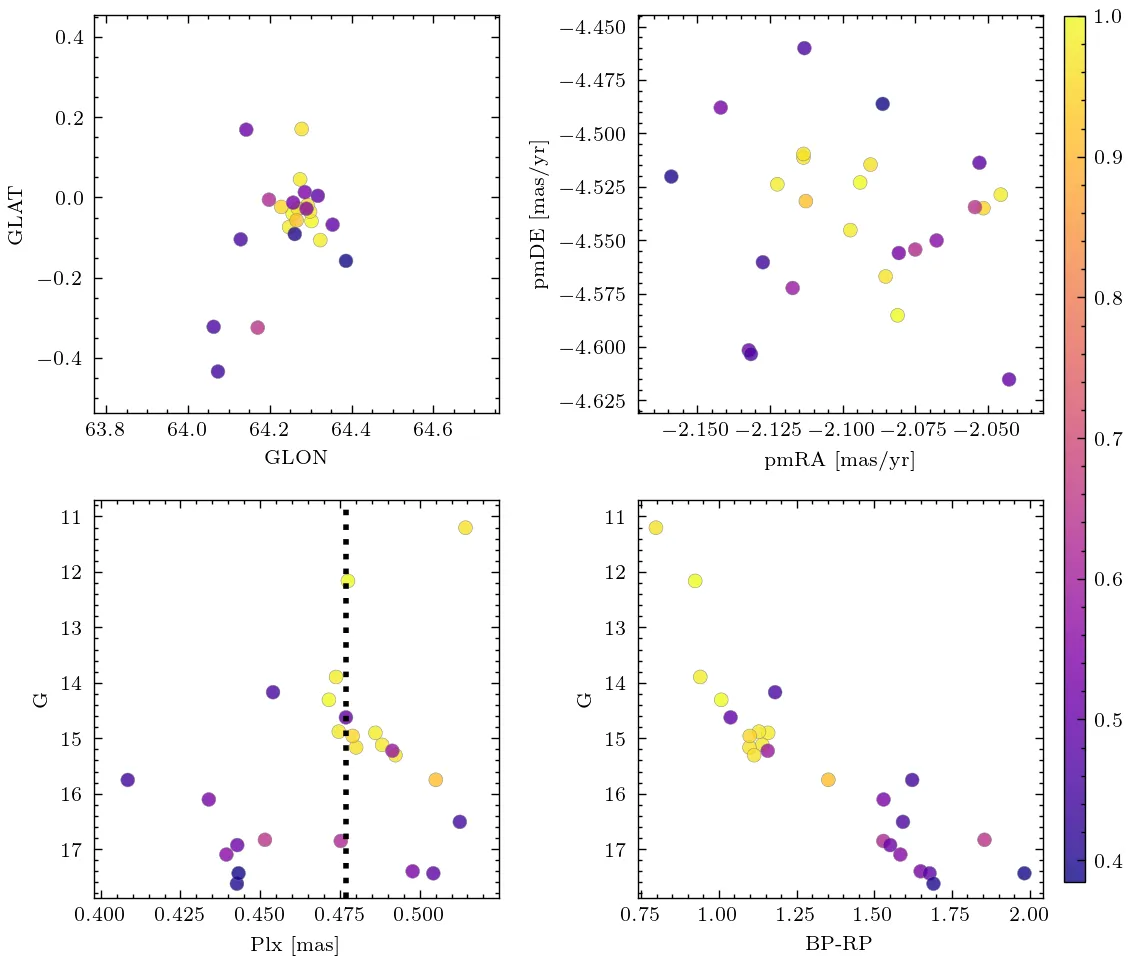 0.4
0.2
0.0
−0.2
−0.4
GLAT
63.8 64.0 64.2 64.4 64.6
GLON
−4.450
−4.475
−4.500
−4.525
−4.550
−4.575
−4.600
−4.625
pmDE [mas/yr]
−2.150 −2.125 −2.100 −2.075 −2.050
pmRA [mas/yr]
1.0
0.9
0.8
0.7
0.6
0.5
0.4
11
12
13
14
15
16
17
G
0.400 0.425 0.450 0.475 0.500
Plx [mas]
11
12
13
14
15
16
17
G
0.75 1.00 1.25 1.50 1.75 2.00
BP-RP